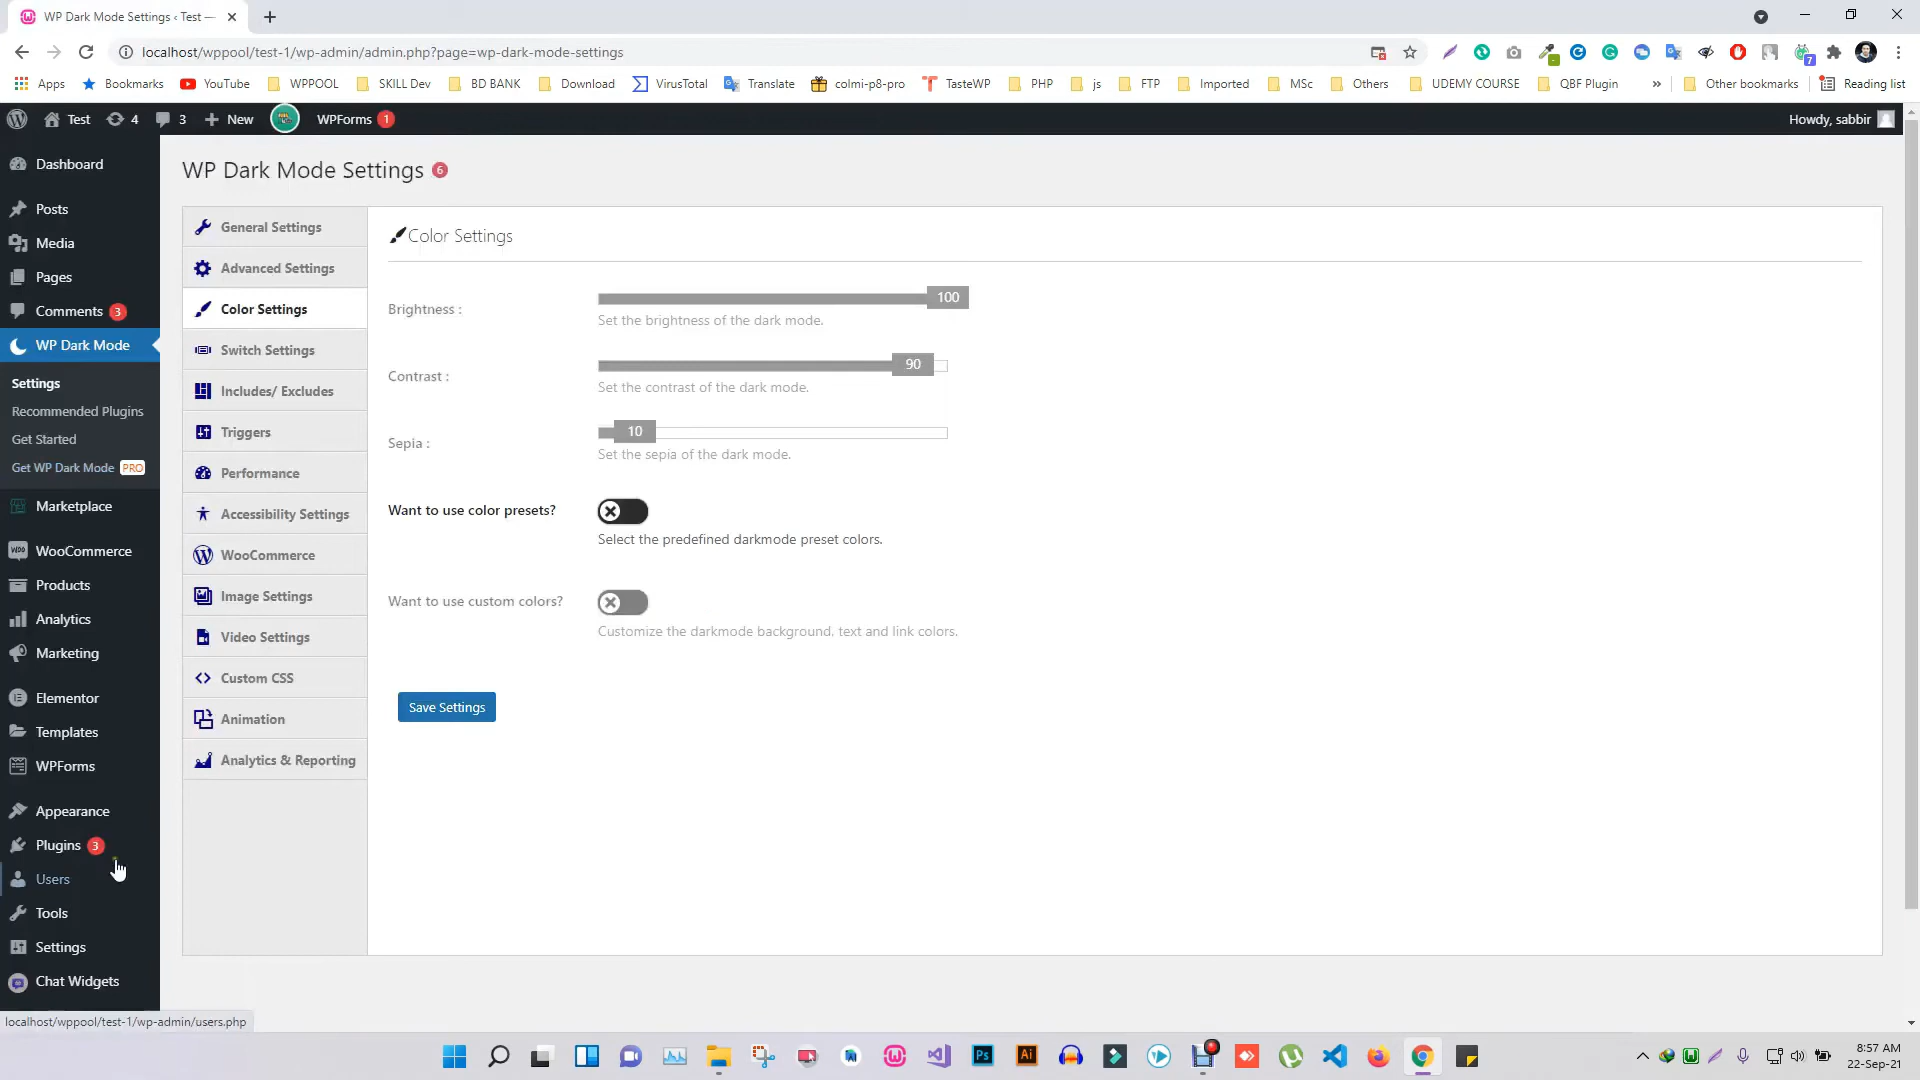 WP Dark Mode Settings ‹ Test —
localhost/wppool/test-1/wp-admin/admin.php?page=wp-dark-mode-settings
7
Apps
Bookmarks
YouTube
WPPOOL
SKILL Dev
BD BANK
Download
VirusTotal
Translate
colmi-p8-pro
TasteWP
PHP
js
FTP
Imported
MSc
Others
UDEMY COURSE
QBF Plugin
»
Other bookmarks
Reading list
Test
4
3
New
WPForms 1
Howdy, sabbir
Dashboard
Posts
Media
Pages
Comments 3
WP Dark Mode
Settings
Recommended Plugins
Get Started
Get WP Dark Mode PRO
Marketplace
WooCommerce
Products
Analytics
Marketing
Elementor
Templates
WPForms
Appearance
Plugins 3
Users
Tools
Settings
Chat Widgets
localhost/wppool/test-1/wp-admin/users.php
WP Dark Mode Settings 6
General Settings
Advanced Settings
Color Settings
Switch Settings
Includes/ Excludes
Triggers
Performance
Accessibility Settings
WooCommerce
Image Settings
Video Settings
Custom CSS
Animation
Analytics & Reporting
Color Settings
Brightness :
100
Set the brightness of the dark mode.
Contrast :
90
Set the contrast of the dark mode.
Sepia :
10
Set the sepia of the dark mode.
Want to use color presets?
Select the predefined darkmode preset colors.
Want to use custom colors?
Customize the darkmode background, text and link colors.
Save Settings
Ps
Ai
8:57 AM
22-Sep-21